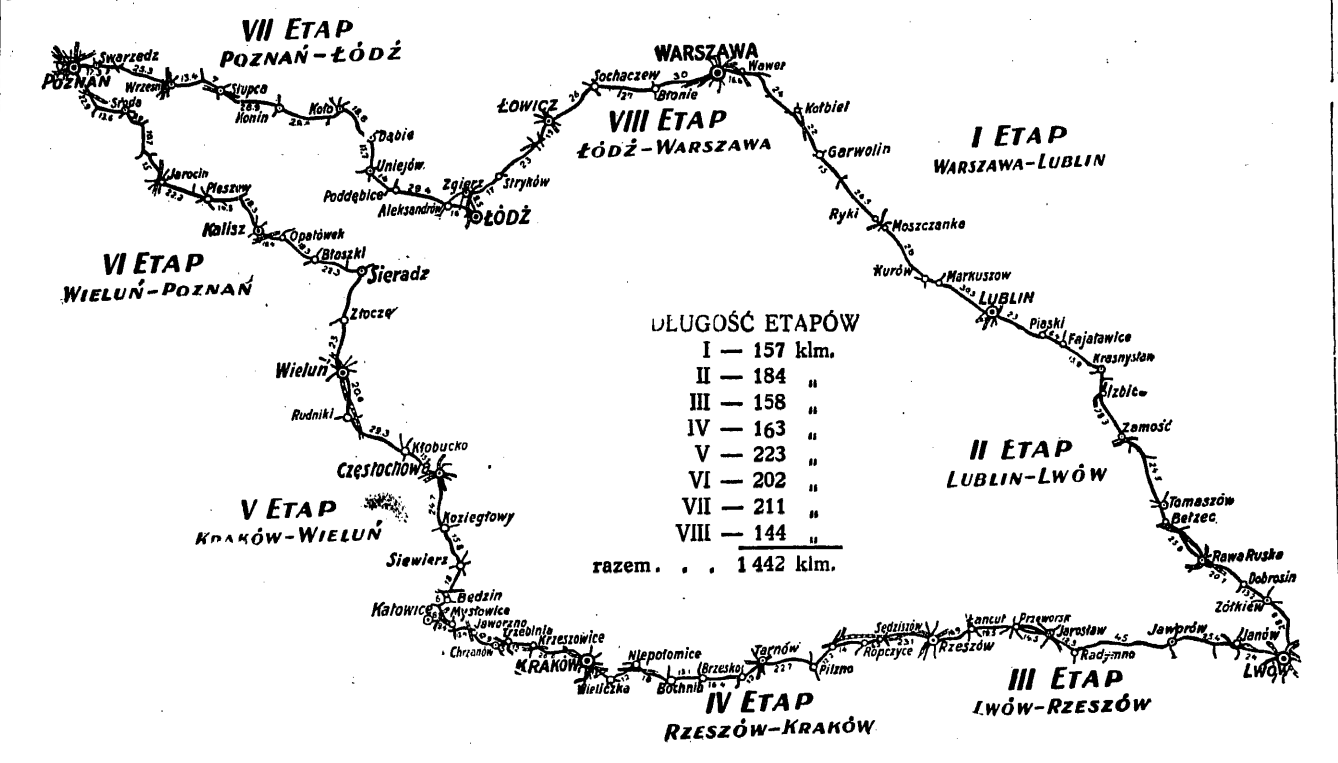 VII ETAP
POZNAŃ–ŁÓDŹ
POZNAŃ
Swarzędz
Września
Słupca
Konin
Koło
Dąbie
Uniejów
Poddębice
Aleksandrów
Zgierz
ŁÓDŹ
Stryków
ŁOWICZ
Sochaczew
Błonie
WARSZAWA
Wawer
VIII ETAP
ŁÓDŹ–WARSZAWA
Kołbiel
Garwolin
Ryki
Moszczanka
Kurów
Markuszow
LUBLIN
I ETAP
WARSZAWA–LUBLIN
Środa
Jarocin
Pleszew
Kalisz
Opatówek
Błaszki
Sieradz
VI ETAP
WIELUŃ–POZNAŃ
Złoczew
Wieluń
Rudniki
Kłobucko
Częstochowa
V ETAP
KRAKÓW–WIELUŃ
Koziegłowy
Siewierz
Będzin
Katowice
Mysłowice
Jaworzno
Chrzanów
Trzebinia
Krzeszowice
KRAKÓW
DŁUGOŚĆ ETAPÓW
I — 157 klm.
II — 184 „
III — 158 „
IV — 163 „
V — 223 „
VI — 202 „
VII — 211 „
VIII — 144 „
razem . . . 1 442 klm.
Piaski
Fajsławice
Krasnystaw
Izbica
Zamość
II ETAP
LUBLIN–LWÓW
Tomaszów
Bełzec
Rawa Ruska
Dobrosin
Żółkiew
LWÓW
Janów
Jaworów
Radymno
Jarosław
Przeworsk
Łańcut
Rzeszów
Sędziszów
Ropczyce
Pilzno
Tarnów
Brzesko
Bochnia
Niepołomice
Wieliczka
III ETAP
LWÓW–RZESZÓW
IV ETAP
RZESZÓW–KRAKÓW